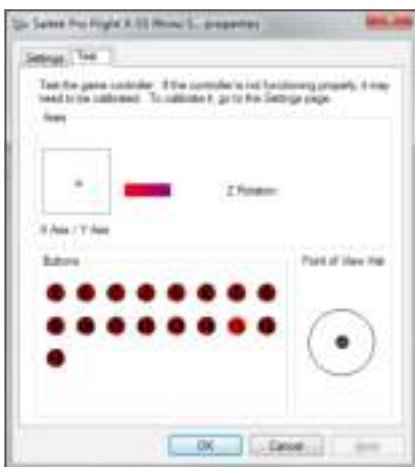 Saitek Pro Flight X-55 Rhino S... properties
Settings Test
Test the game controller. If the controller is not functioning properly, it may
need to be calibrated. To calibrate it, go to the Settings page.
Axes
Z Rotation
X Axis / Y Axis
Buttons
Point of View Hat
OK
Cancel
Apply